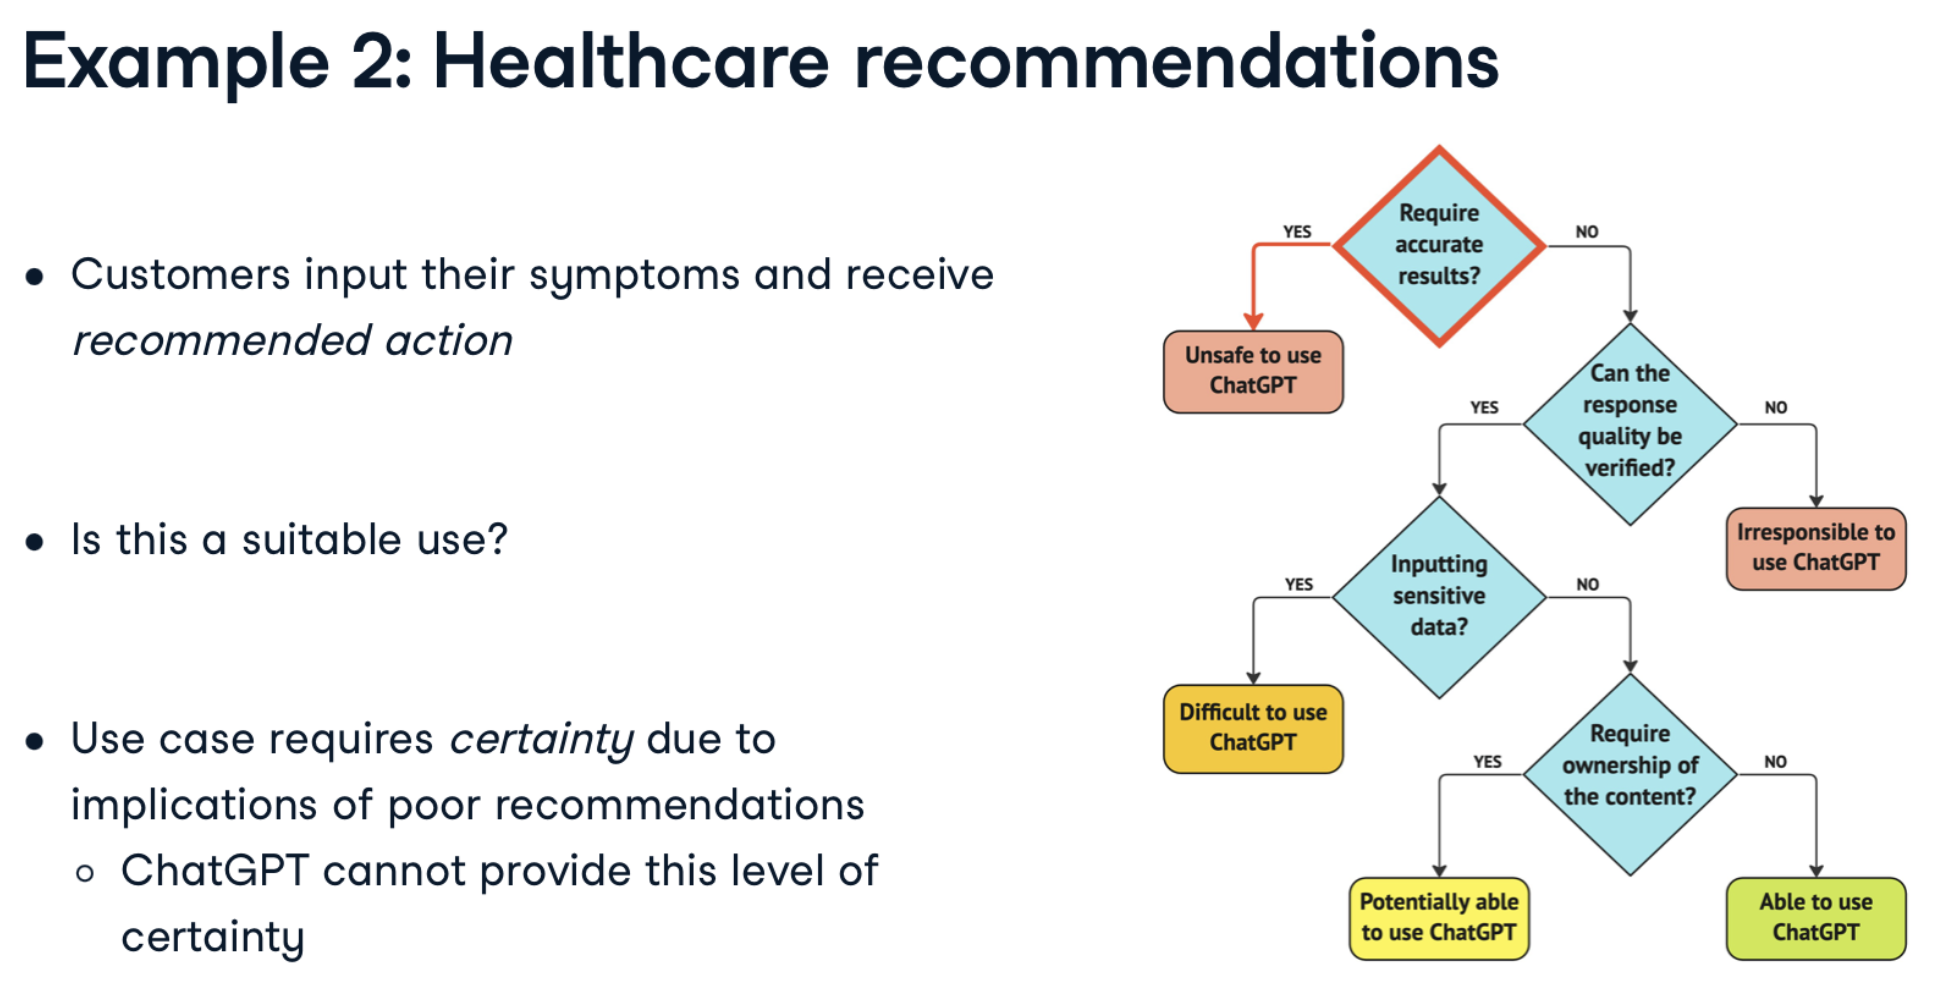 Example 2: Healthcare recommendations
• Customers input their symptoms and receive
recommended action
• Is this a suitable use?
• Use case requires certainty due to
implications of poor recommendations
○ ChatGPT cannot provide this level of
certainty
Require
accurate
results?
YES
NO
Unsafe to use
ChatGPT
Can the
response
quality be
verified?
YES
NO
Irresponsible to
use ChatGPT
Inputting
sensitive
data?
YES
NO
Difficult to use
ChatGPT
Require
ownership of
the content?
YES
NO
Potentially able
to use ChatGPT
Able to use
ChatGPT